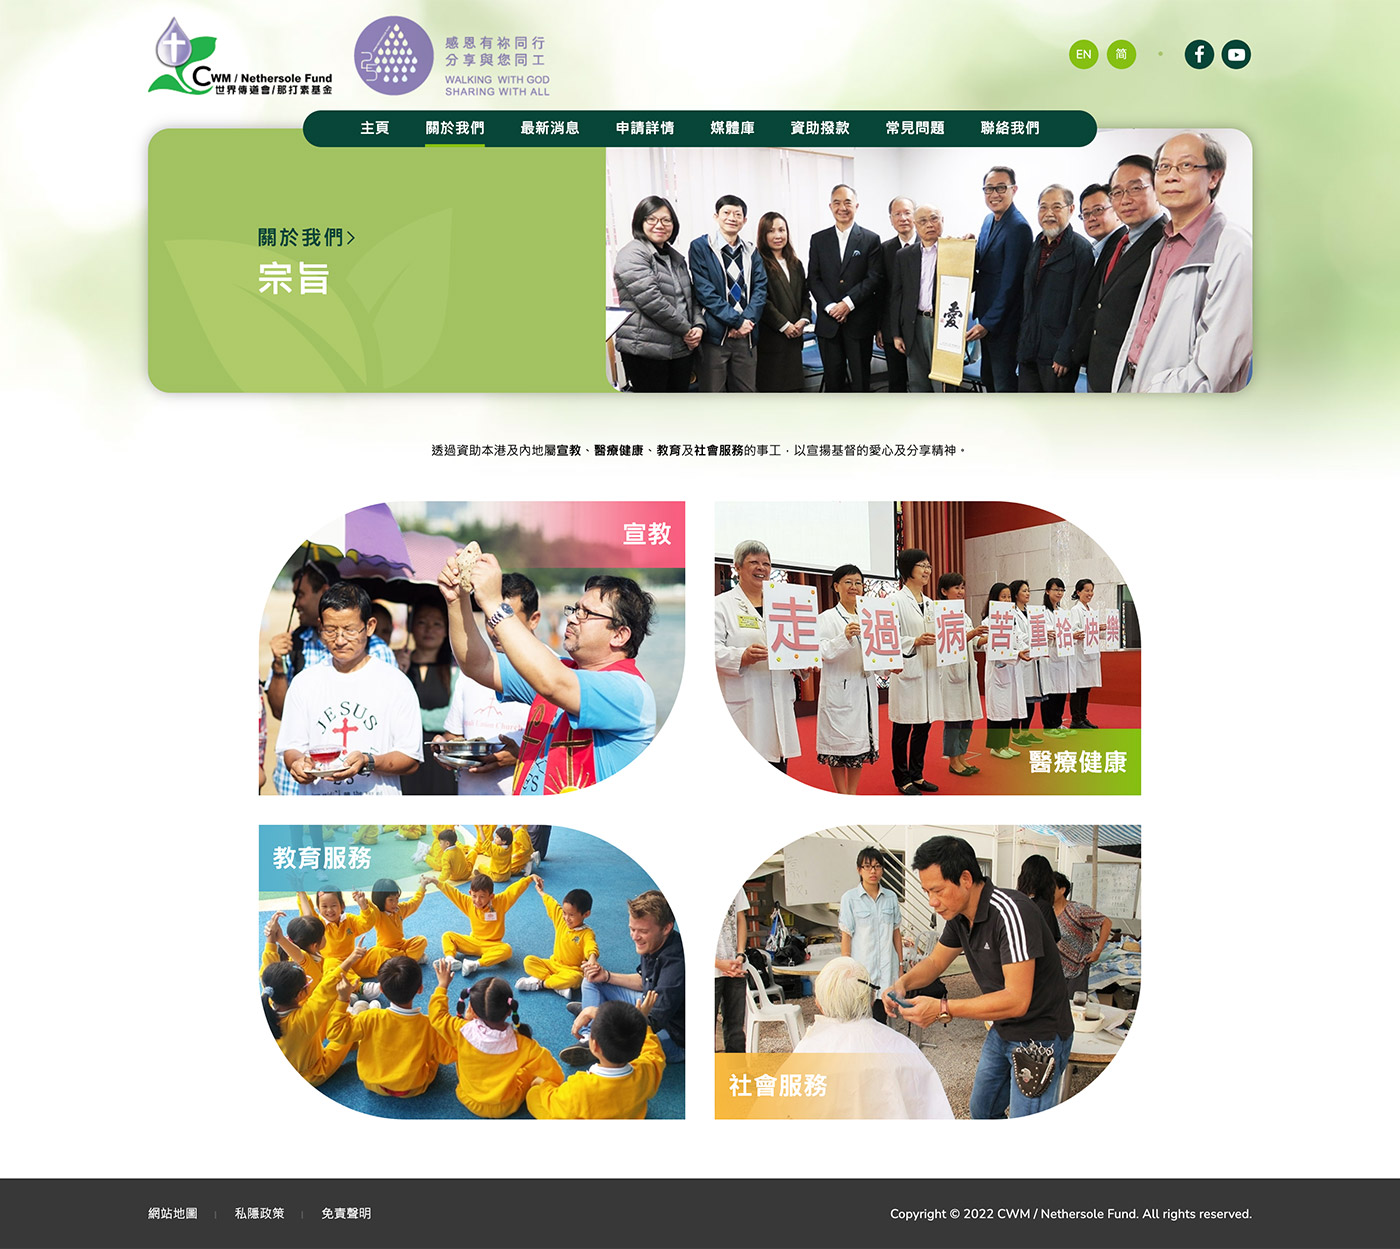 CWM / Nethersole Fund
世界傳道會/那打素基金
感恩有祢同行
分享與您同工
WALKING WITH GOD
SHARING WITH ALL
EN
简
主頁
關於我們
最新消息
申請詳情
媒體庫
資助撥款
常見問題
聯絡我們
關於我們>
宗旨
愛
透過資助本港及內地屬宣教、醫療健康、教育及社會服務的事工，以宣揚基督的愛心及分享精神。
宣教
JESUS
走過病苦重拾快樂
醫療健康
教育服務
社會服務
網站地圖 | 私隱政策 | 免責聲明
Copyright © 2022 CWM / Nethersole Fund. All rights reserved.